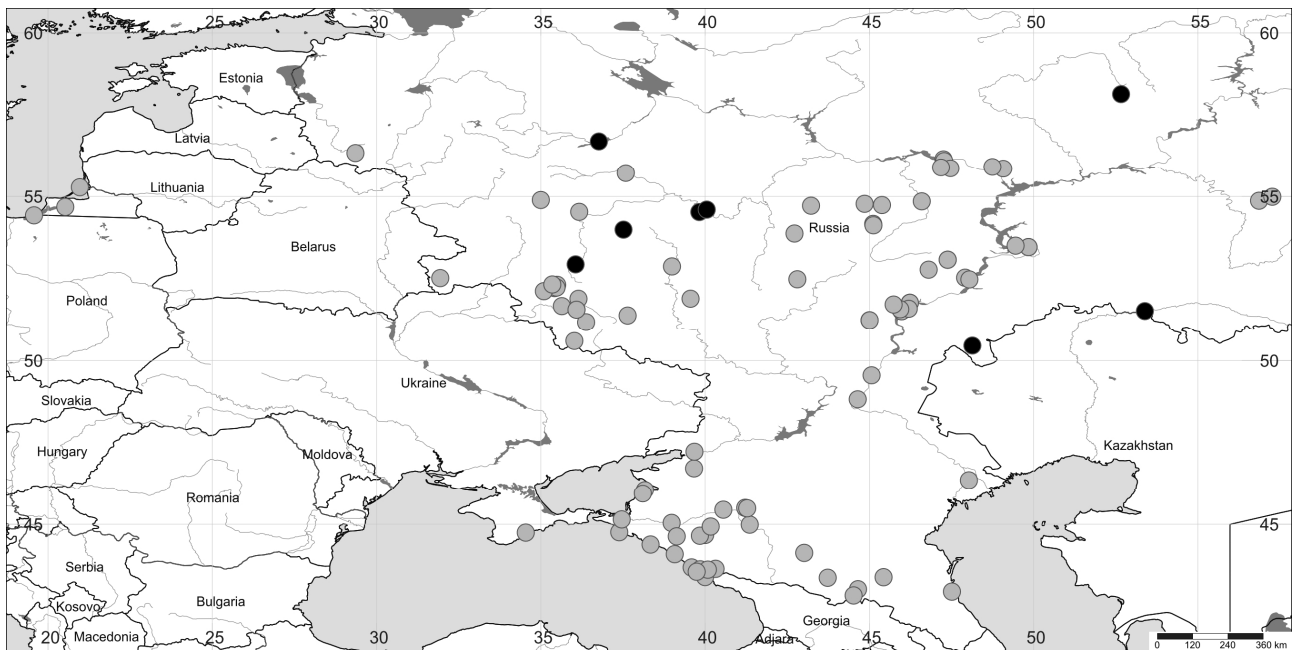 25 30 35 40 45 50
60 60
Estonia
Latvia
Lithuania
55 55
Russia
Belarus
Poland
50 50
Ukraine
Slovakia
Hungary
Moldova
Kazakhstan
Romania
45 45
Serbia
Bulgaria
Kosovo
Georgia
Macedonia
Adjara
20 25 30 35 40 45 50
0 120 240 360 km